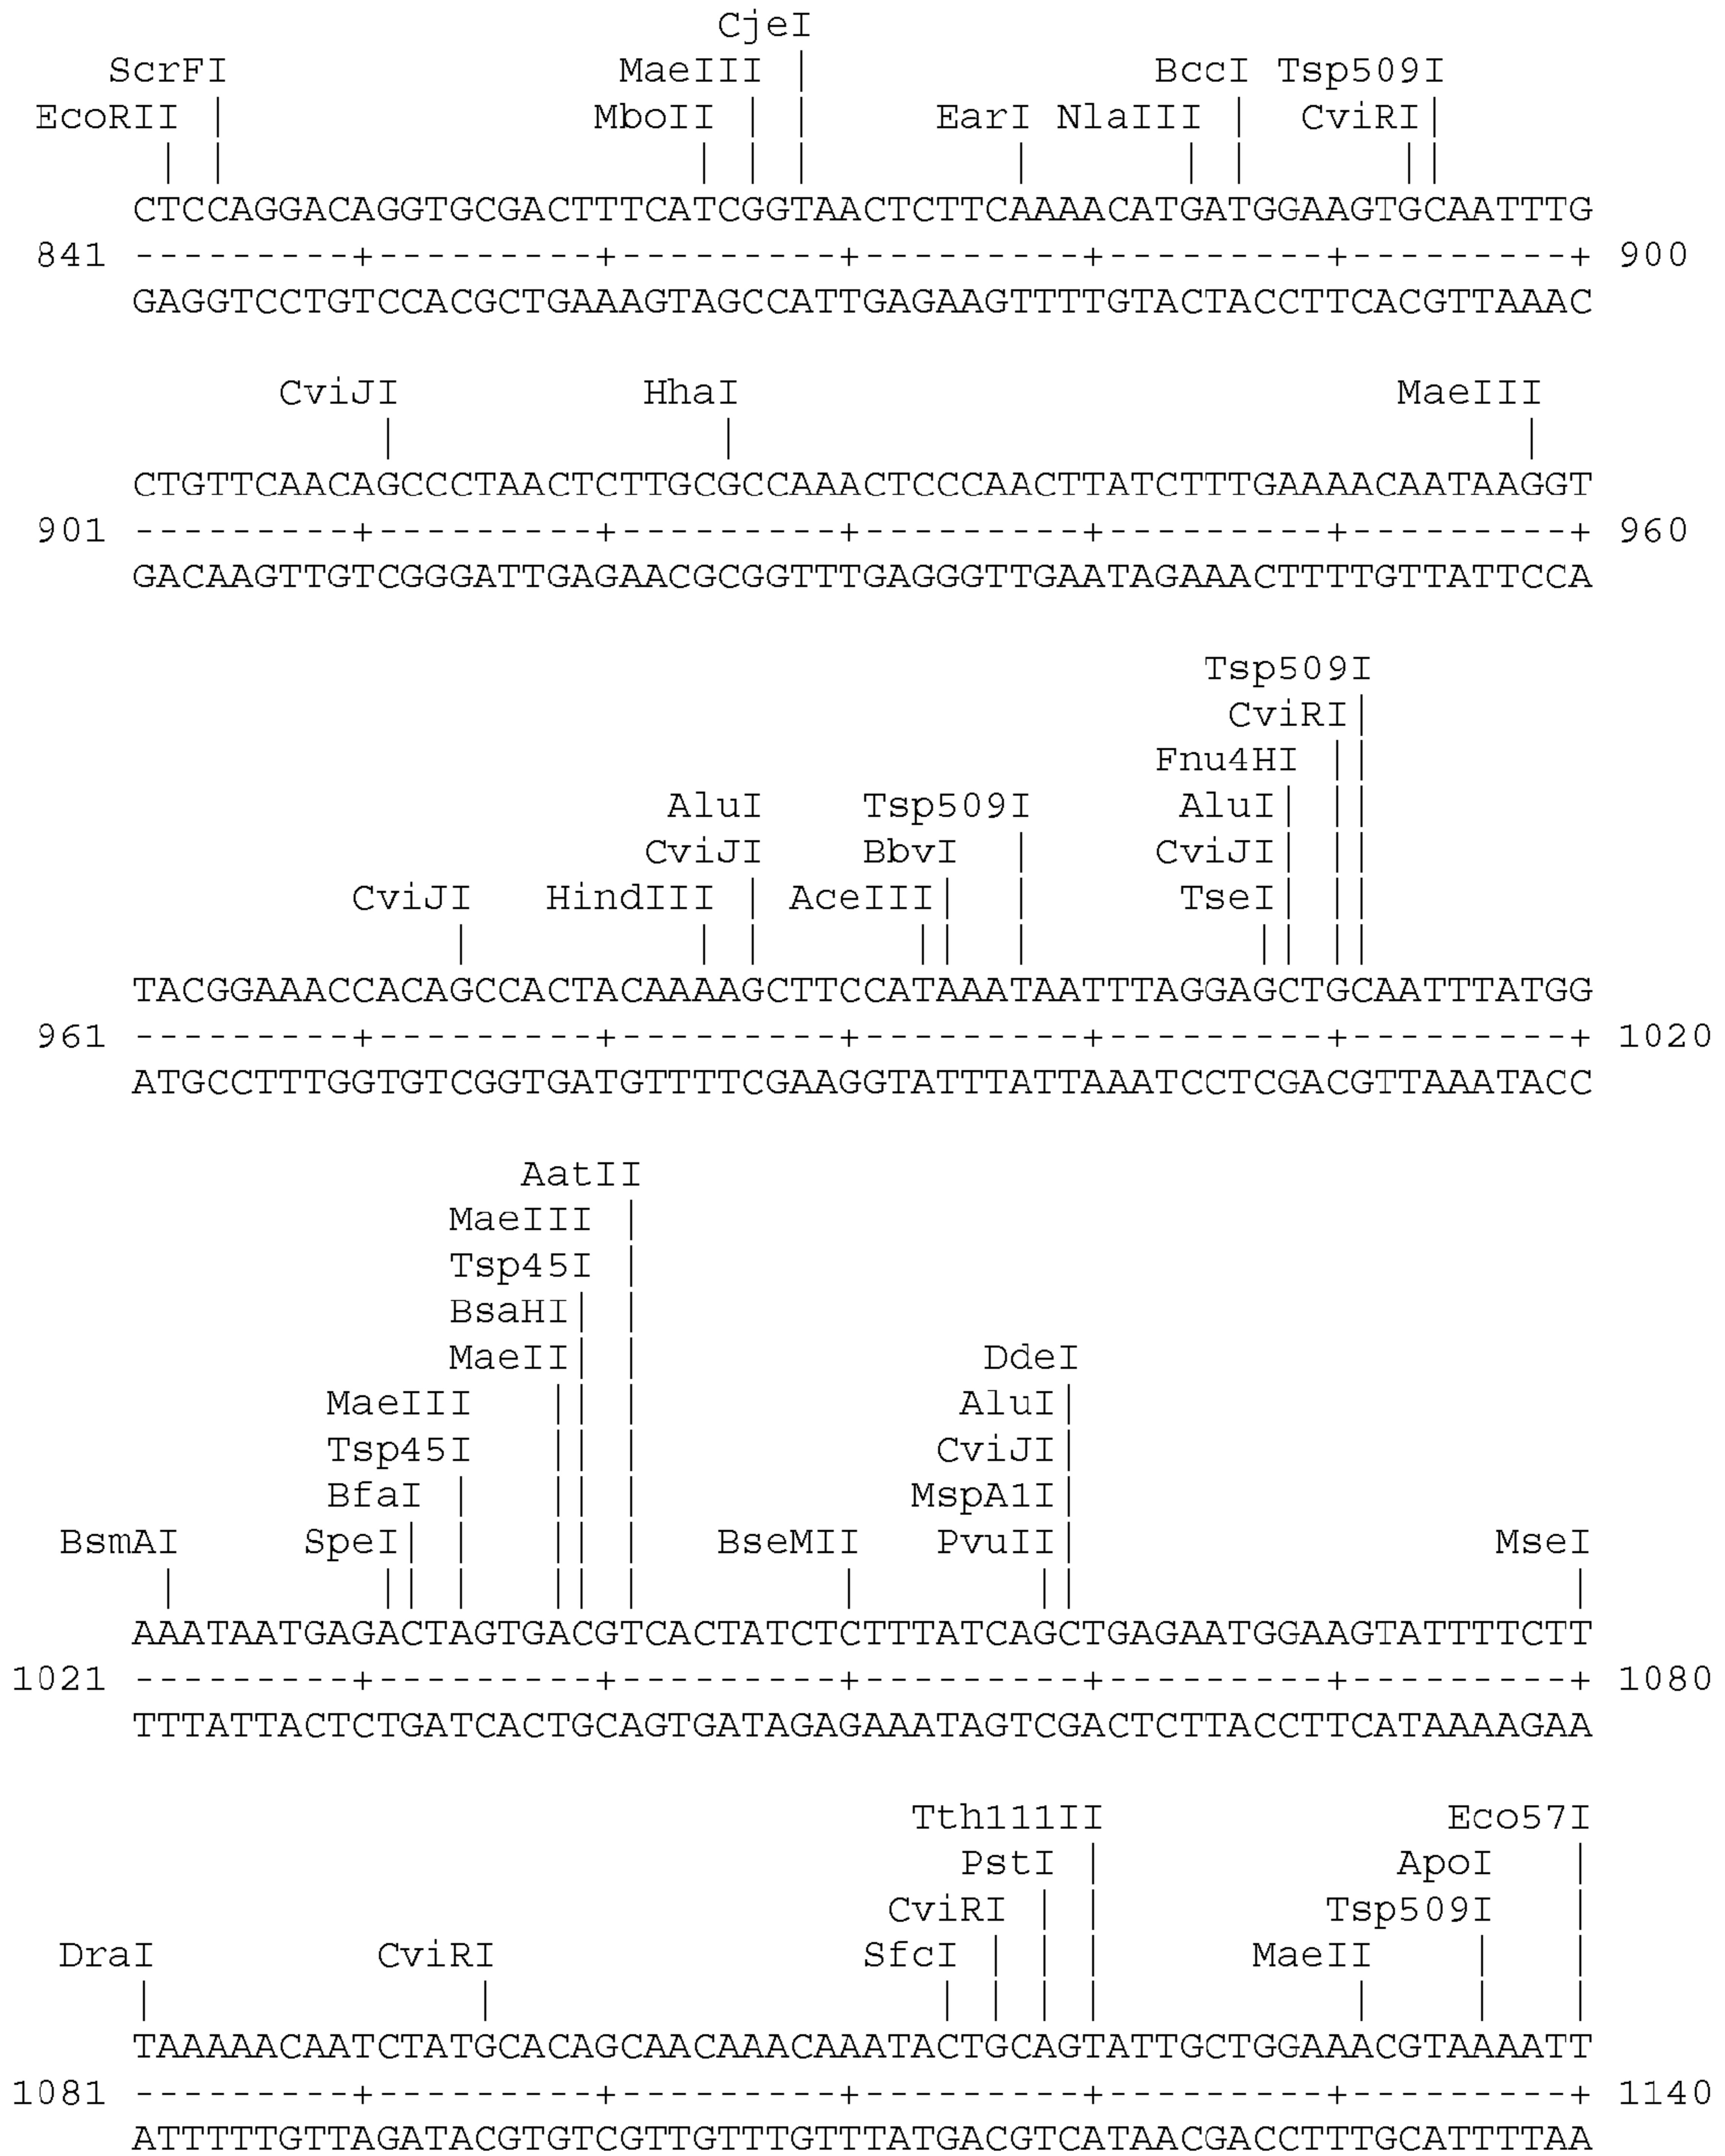 CjeI
ScrFI MaeIII BccI Tsp509I
EcoRII MboII EarI NlaIII CviRI
CTCCAGGACAGGTGCGACTTTCATCGGTAACTCTTCAAAACATGATGGAAGTGCAATTTG
841 ---------+---------+---------+---------+---------+---------+ 900
GAGGTCCTGTCCACGCTGAAAGTAGCCATTGAGAAGTTTTGTACTACCTTCACGTTAAAC
CviJI HhaI MaeIII
CTGTTCAACAGCCCTAACTCTTGCGCCAAACTCCCAACTTATCTTTGAAAACAATAAGGT
901 ---------+---------+---------+---------+---------+---------+ 960
GACAAGTTGTCGGGATTGAGAACGCGGTTTGAGGGTTGAATAGAAACTTTTGTTATTCCA
Tsp509I
CviRI
Fnu4HI
AluI Tsp509I AluI
CviJI BbvI CviJI
CviJI HindIII AceIII TseI
TACGGAAACCACAGCCACTACAAAAGCTTCCATAAATAATTTAGGAGCTGCAATTTATGG
961 ---------+---------+---------+---------+---------+---------+ 1020
ATGCCTTTGGTGTCGGTGATGTTTTCGAAGGTATTTATTAAATCCTCGACGTTAAATACC
AatII
MaeIII
Tsp45I
BsaHI
MaeII DdeI
MaeIII AluI
Tsp45I CviJI
BfaI MspA1I
BsmAI SpeI BseMII PvuII MseI
AAATAATGAGACTAGTGACGTCACTATCTCTTTATCAGCTGAGAATGGAAGTATTTTCTT
1021 ---------+---------+---------+---------+---------+---------+ 1080
TTTATTACTCTGATCACTGCAGTGATAGAGAAATAGTCGACTCTTACCTTCATAAAAGAA
Tth111II Eco57I
PstI ApoI
CviRI Tsp509I
DraI CviRI SfcI MaeII
TAAAAACAATCTATGCACAGCAACAAACAAATACTGCAGTATTGCTGGAAACGTAAAATT
1081 ---------+---------+---------+---------+---------+---------+ 1140
ATTTTTGTTAGATACGTGTCGTTGTTTGTTTATGACGTCATAACGACCTTTGCATTTTAA